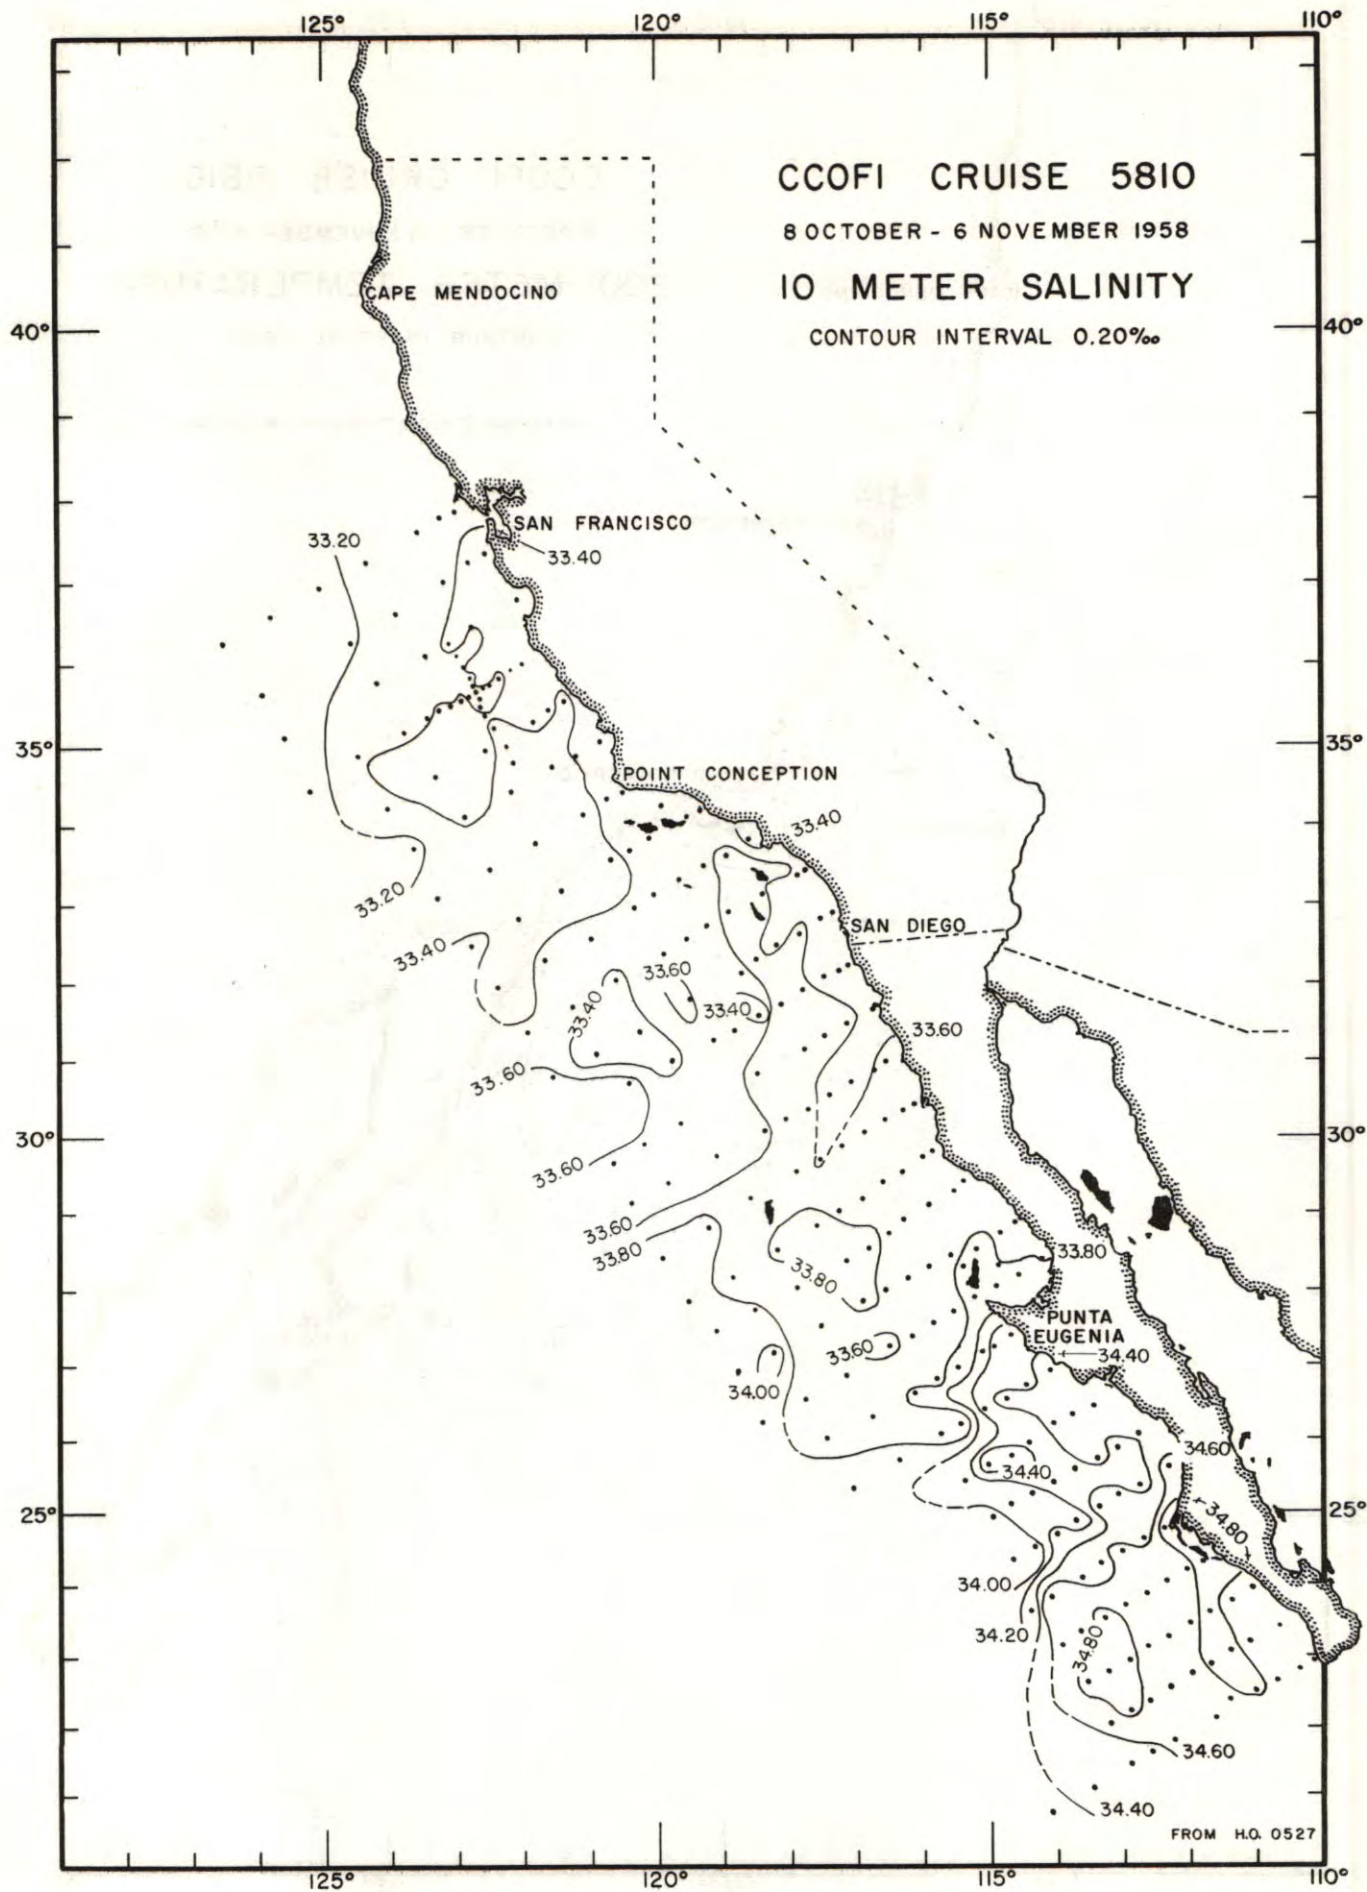 125° 120° 115° 110°
CCOFI CRUISE 5810
8 OCTOBER - 6 NOVEMBER 1958
10 METER SALINITY
CONTOUR INTERVAL 0.20‰
CAPE MENDOCINO
40° 40°
SAN FRANCISCO
33.20
33.40
35° 35°
POINT CONCEPTION
33.40
33.20
SAN DIEGO
33.40
33.60
33.40
33.40
33.60
33.60
30° 30°
33.60
33.60
33.80
33.80
33.80
PUNTA
EUGENIA
34.40
33.60
34.00
34.60
34.40
25° 25°
34.80
34.00
34.20
34.80
34.60
34.40
FROM H.O. 0527
125° 120° 115° 110°